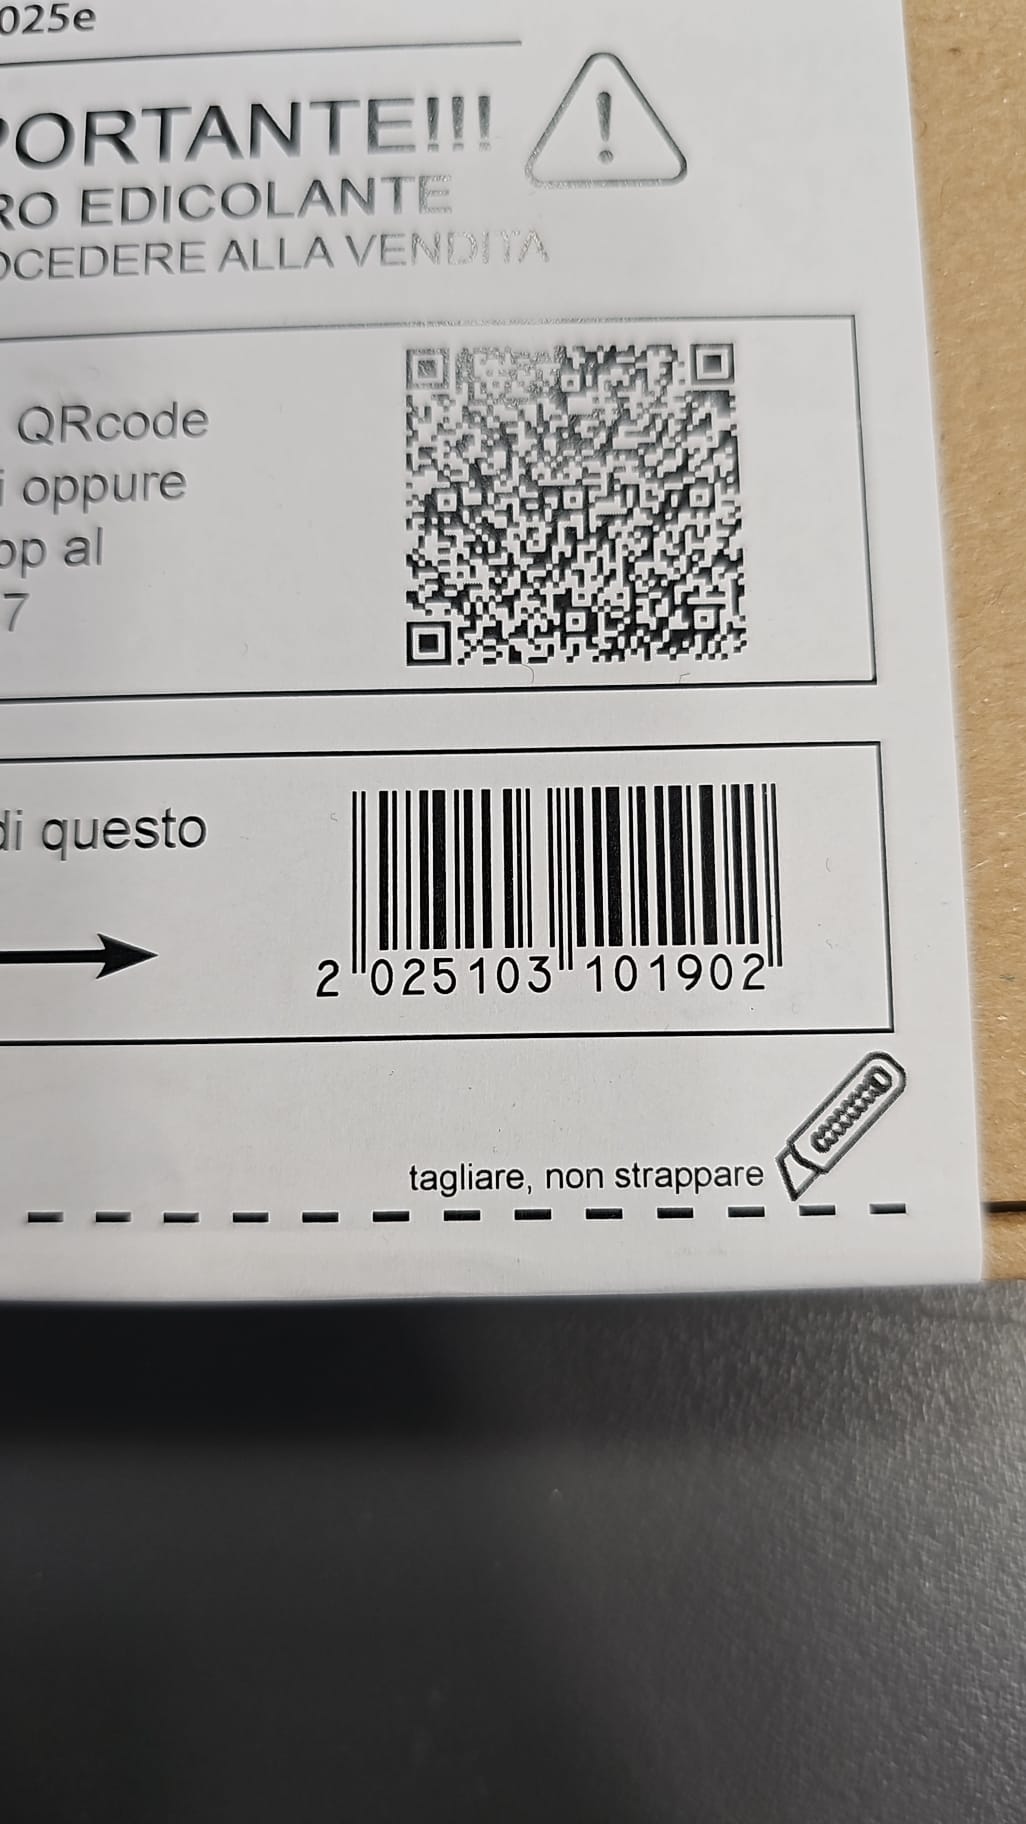 025e
PORTANTE!!!
RO EDICOLANTE
OCEDERE ALLA VENDITA
QRcode
i oppure
op al
7
di questo
2 025103 101902
tagliare, non strappare